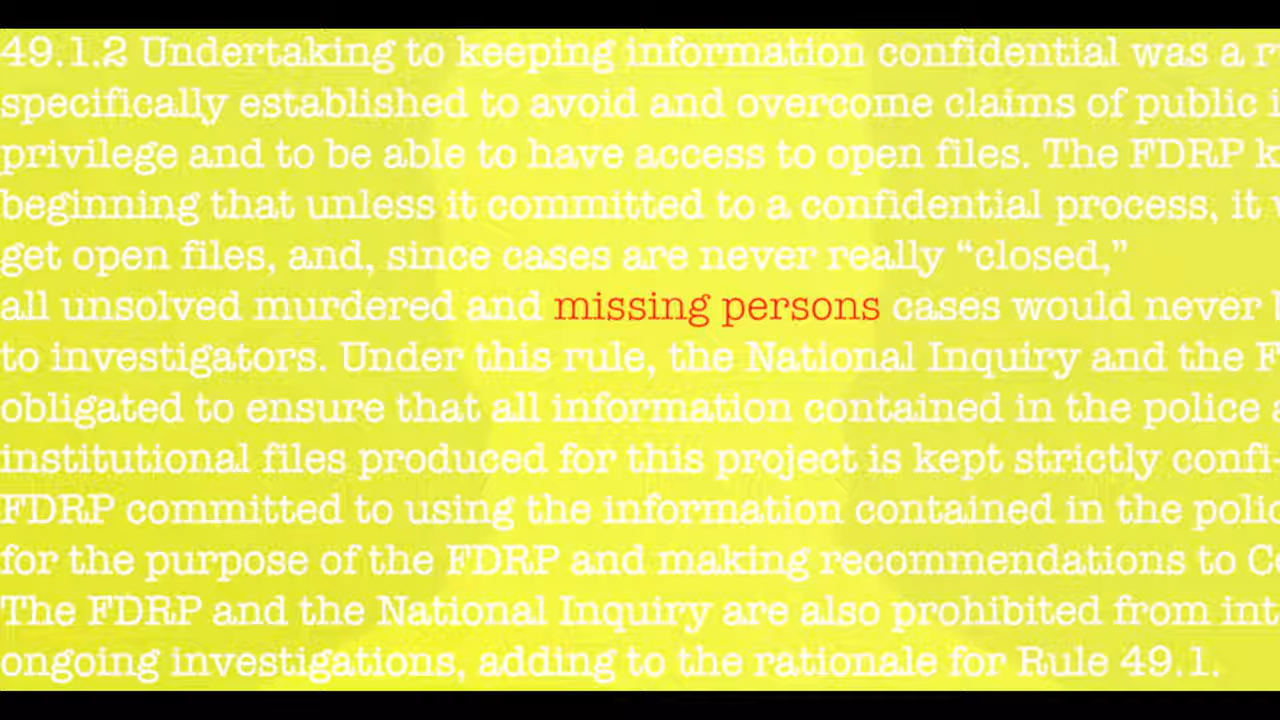 49.1.2 Undertaking to keeping information confidential was a
specifically established to avoid and overcome claims of public
privilege and to be able to have access to open files. The FDRP
beginning that unless it committed to a confidential process, it
get open files, and, since cases are never really “closed,”
all unsolved murdered and missing persons cases would never
to investigators. Under this rule, the National Inquiry and the
obligated to ensure that all information contained in the police
institutional files produced for this project is kept strictly confi-
FDRP committed to using the information contained in the
for the purpose of the FDRP and making recommendations to
The FDRP and the National Inquiry are also prohibited from
ongoing investigations, adding to the rationale for Rule 49.1.